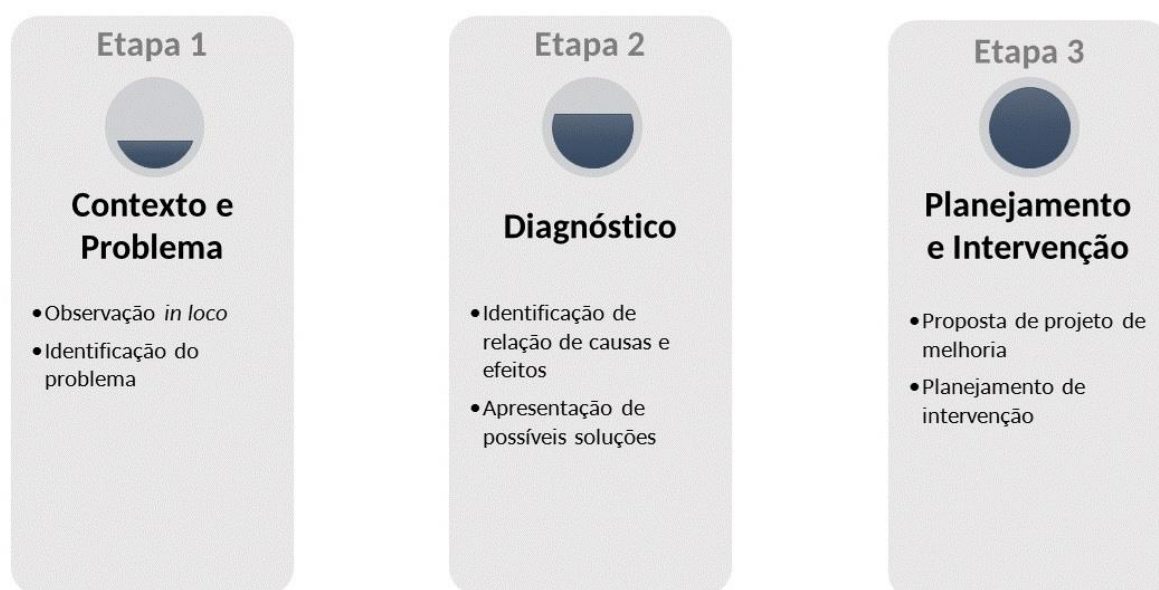 Etapa 1
Contexto e
Problema
•Observação in loco
•Identificação do
problema
Etapa 2
Diagnóstico
•Identificação de
relação de causas e
efeitos
•Apresentação de
possíveis soluções
Etapa 3
Planejamento
e Intervenção
•Proposta de projeto de
melhoria
•Planejamento de
intervenção